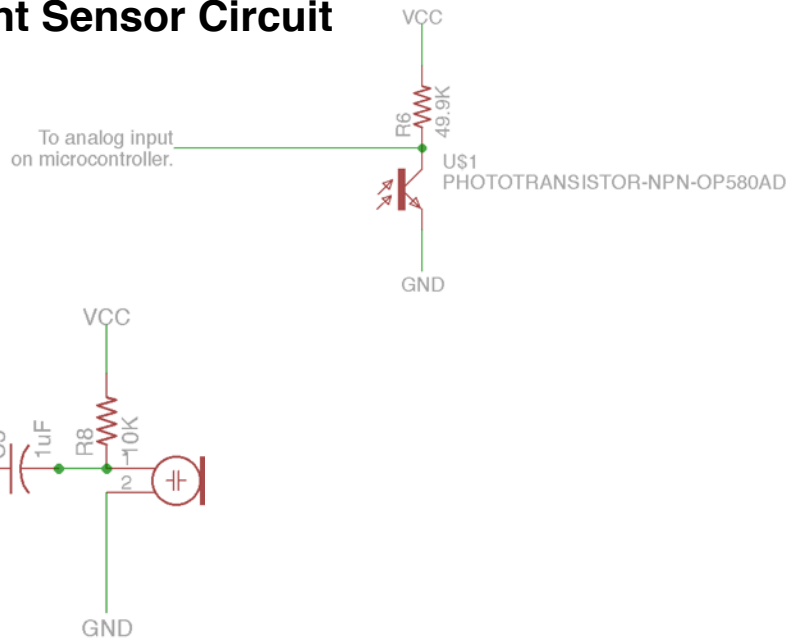 nt Sensor Circuit
VCC
R6
49.9K
To analog input
on microcontroller.
U$1
PHOTOTRANSISTOR-NPN-OP580AD
GND
VCC
1uF
R8
10K
1
2
GND